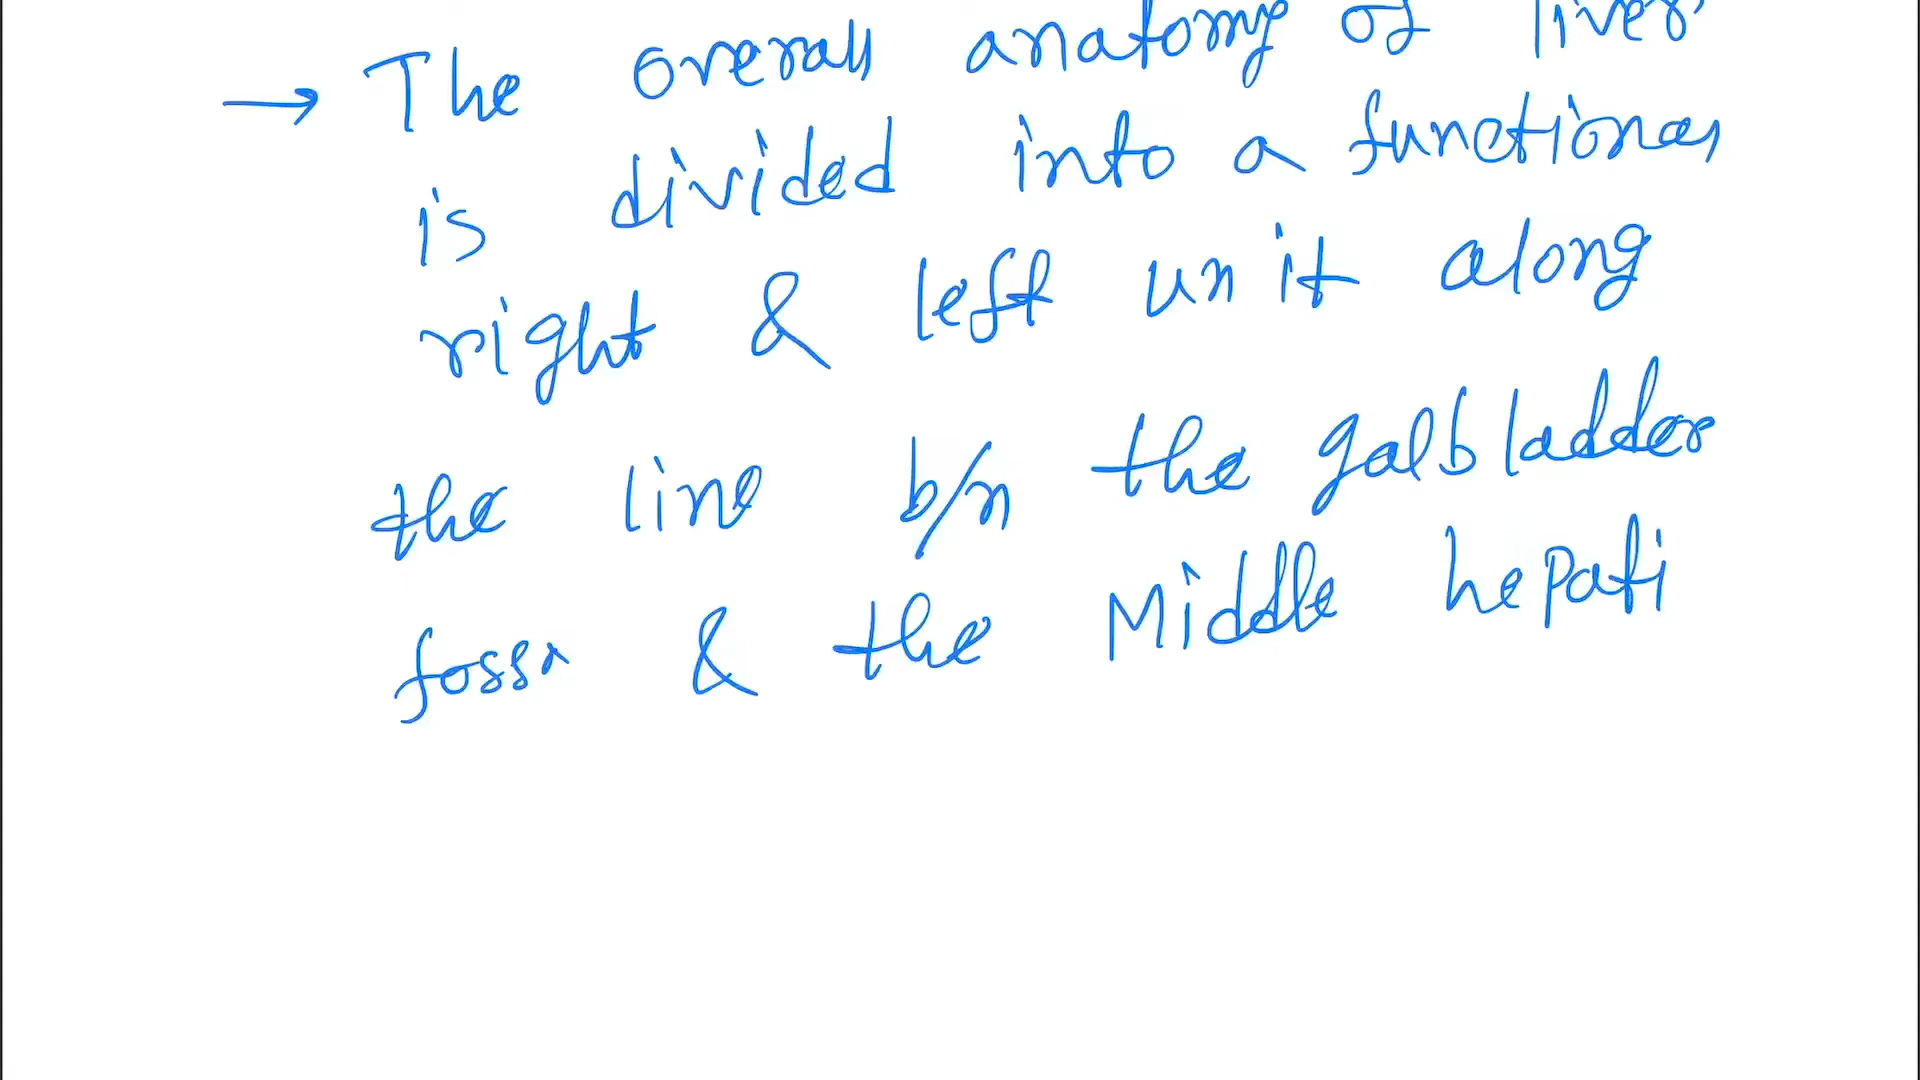 → The overall anatomy of liver
is divided into a functional
right & left unit along
the line b/n the galbladder
fossa & the Middle hepati